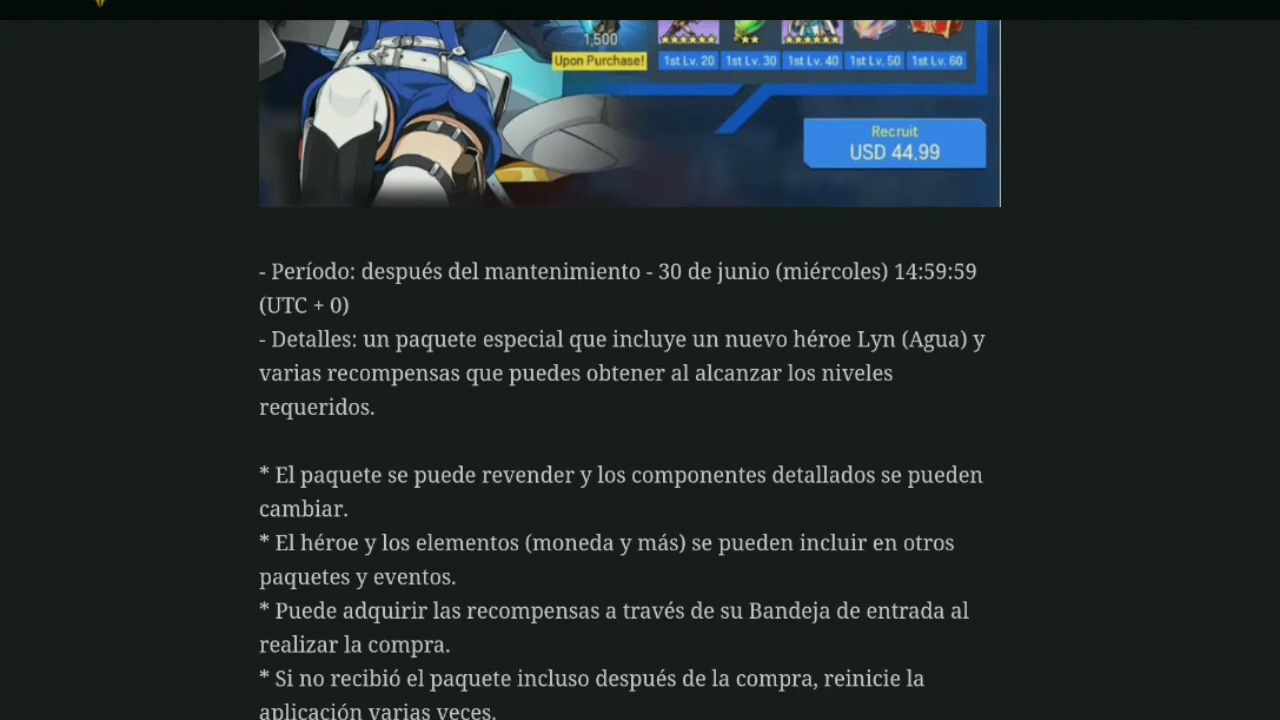 1,500
Upon Purchase!
1st Lv. 20 1st Lv. 30 1st Lv. 40 1st Lv. 50 1st Lv. 60
Recruit
USD 44.99
- Período: después del mantenimiento - 30 de junio (miércoles) 14:59:59
(UTC + 0)
- Detalles: un paquete especial que incluye un nuevo héroe Lyn (Agua) y
varias recompensas que puedes obtener al alcanzar los niveles
requeridos.
* El paquete se puede revender y los componentes detallados se pueden
cambiar.
* El héroe y los elementos (moneda y más) se pueden incluir en otros
paquetes y eventos.
* Puede adquirir las recompensas a través de su Bandeja de entrada al
realizar la compra.
* Si no recibió el paquete incluso después de la compra, reinicie la
aplicación varias veces.